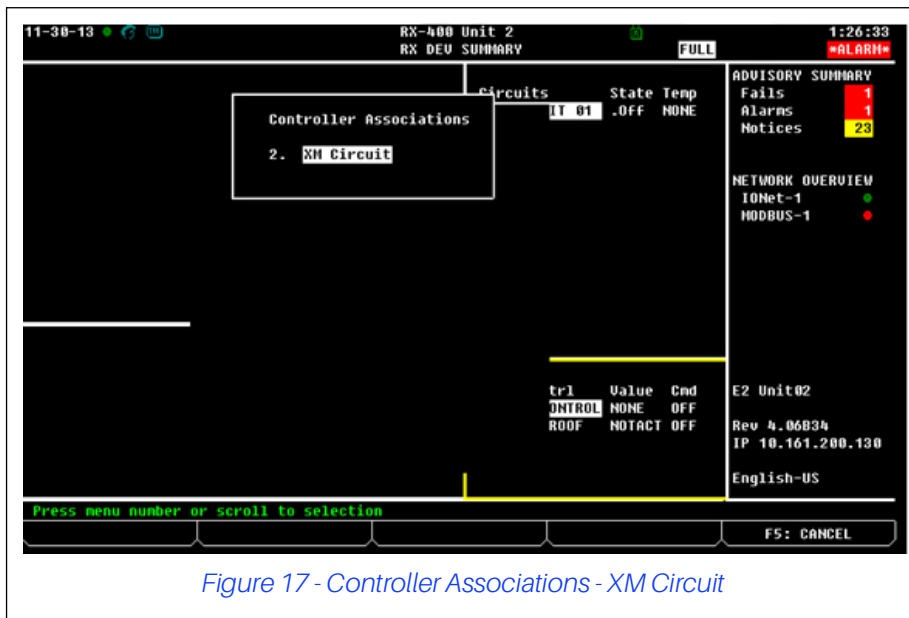 11-30-13 RX-400 Unit 2 1:26:33
RX DEV SUMMARY FULL *ALARM*
Controller Associations
2. XM Circuit
Circuits State Temp
IT 01 .OFF NONE
trl Value Cmd
ONTROL NONE OFF
ROOF NOTACT OFF
ADVISORY SUMMARY
Fails 1
Alarms 1
Notices 23
NETWORK OVERVIEW
IONet-1
MODBUS-1
E2 Unit02
Rev 4.06B34
IP 10.161.200.130
English-US
Press menu number or scroll to selection
F5: CANCEL
Figure 17 - Controller Associations - XM Circuit